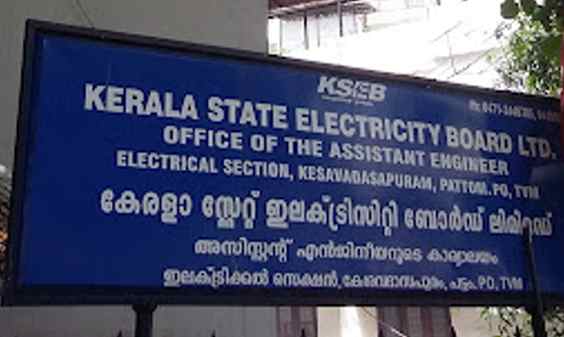 KSEB
KERALA STATE ELECTRICITY BOARD LTD.
OFFICE OF THE ASSISTANT ENGINEER
ELECTRICAL SECTION, KESAVADASAPURAM, PATTOM.PO, TVM
കേരളാ സ്റ്റേറ്റ് ഇലക്ട്രിസിറ്റി ബോർഡ് ലിമിറ്റഡ്
അസിസ്റ്റന്റ് എൻജിനീയറുടെ കാര്യാലയം
ഇലക്ട്രിക്കൽ സെക്ഷൻ, കേശവദാസപുരം, പട്ടം. PO, TVM